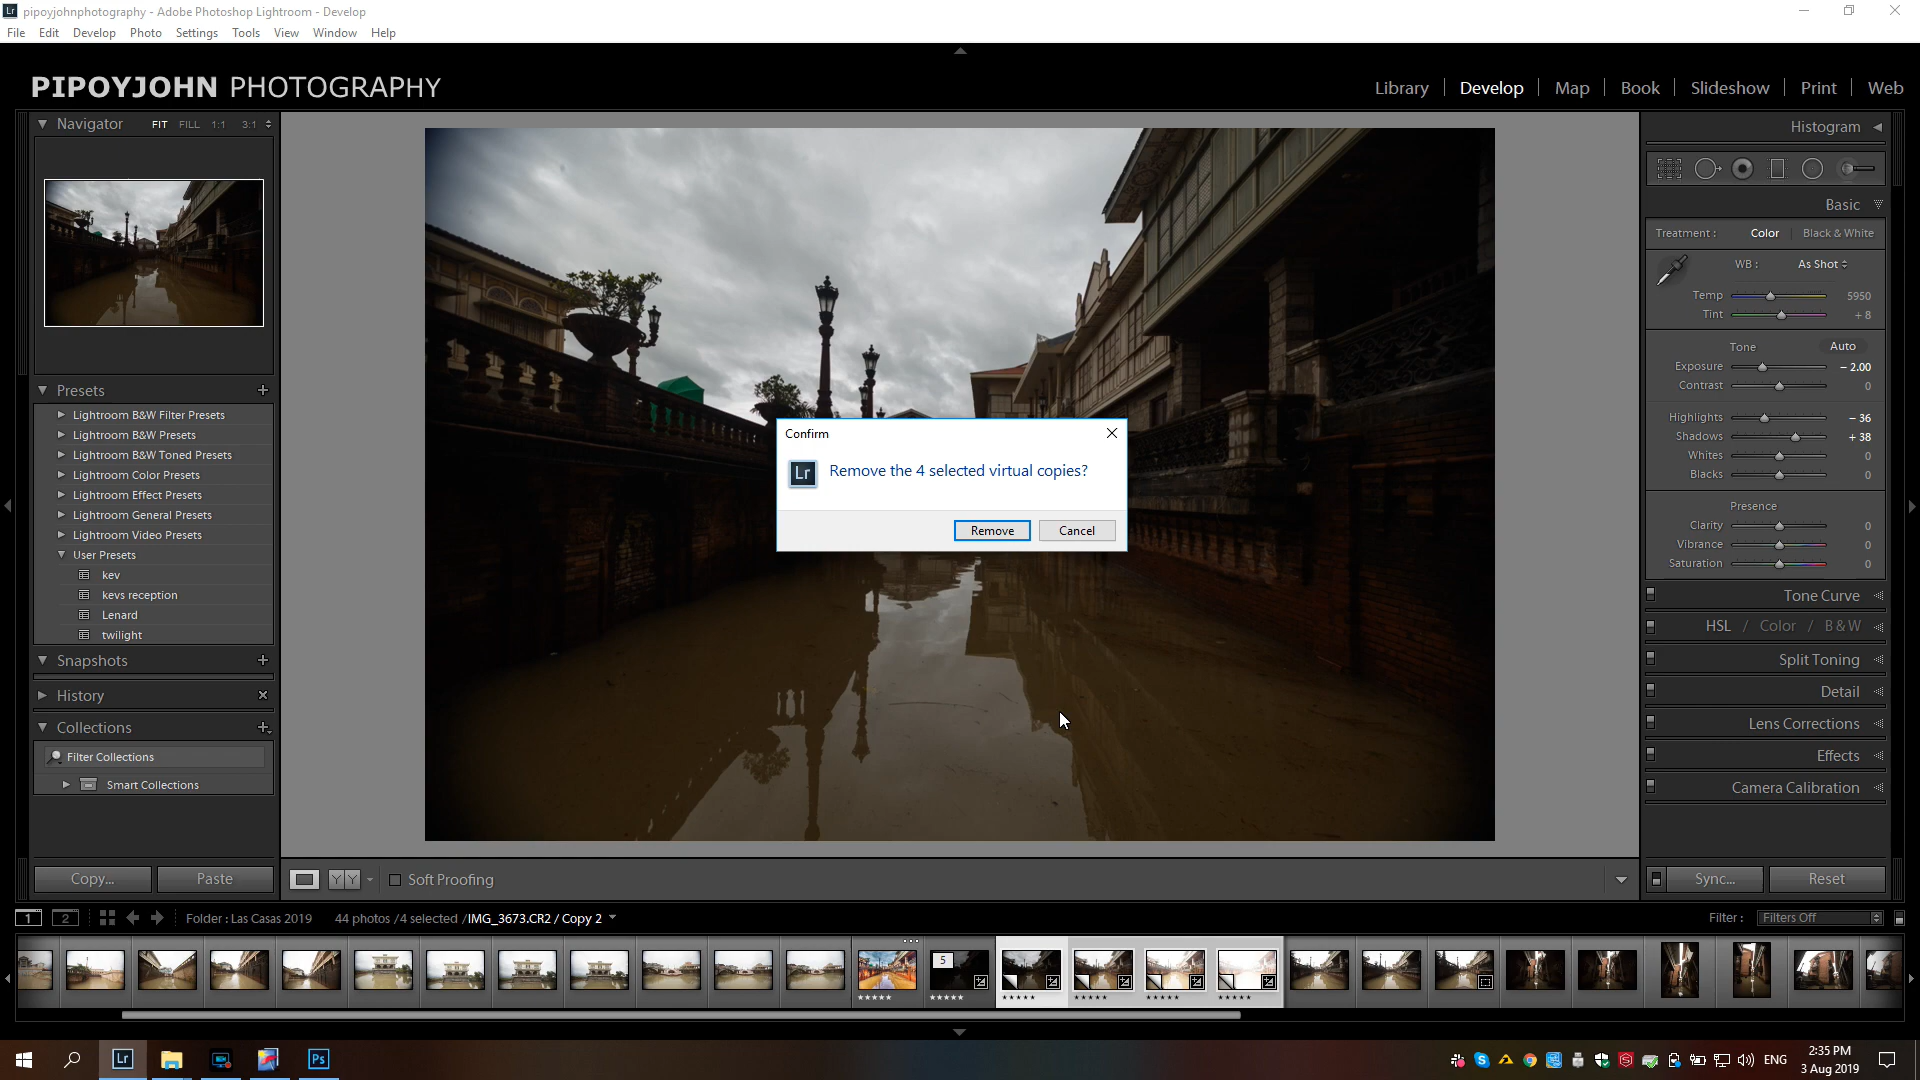 Lr pipoyjohnphotography - Adobe Photoshop Lightroom - Develop
File Edit Develop Photo Settings Tools View Window Help
PIPOYJOHN PHOTOGRAPHY
Library Develop Map Book Slideshow Print Web
Navigator FIT FILL 1:1 3:1
Presets
Lightroom B&W Filter Presets
Lightroom B&W Presets
Lightroom B&W Toned Presets
Lightroom Color Presets
Lightroom Effect Presets
Lightroom General Presets
Lightroom Video Presets
User Presets
kev
kevs reception
Lenard
twilight
Snapshots
History
Collections
Filter Collections
Smart Collections
Copy... Paste
Confirm
Lr Remove the 4 selected virtual copies?
Remove Cancel
Soft Proofing
Histogram
Basic
Treatment : Color Black & White
WB : As Shot
Temp 5950
Tint + 8
Tone Auto
Exposure – 2.00
Contrast 0
Highlights – 36
Shadows + 38
Whites 0
Blacks 0
Presence
Clarity 0
Vibrance 0
Saturation 0
Tone Curve
HSL / Color / B & W
Split Toning
Detail
Lens Corrections
Effects
Camera Calibration
Sync... Reset
1 2 Folder : Las Casas 2019 44 photos / 4 selected / IMG_3673.CR2 / Copy 2 Filter : Filters Off
5
Lr Ps ENG 2:35 PM
3 Aug 2019